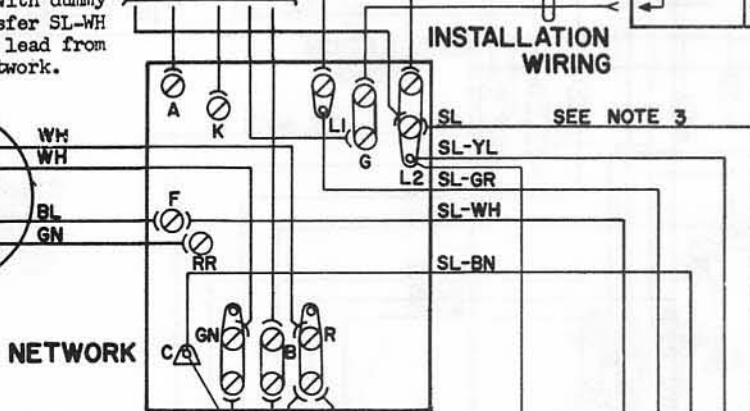 with dummy
sfer SL-WH
lead from
twork.
INSTALLATION
WIRING
A
K
L1
G
L2
SL
SEE NOTE 3
SL-YL
SL-GR
SL-WH
SL-BN
WH
WH
BL
GN
F
RR
NETWORK
C
GN
B
R